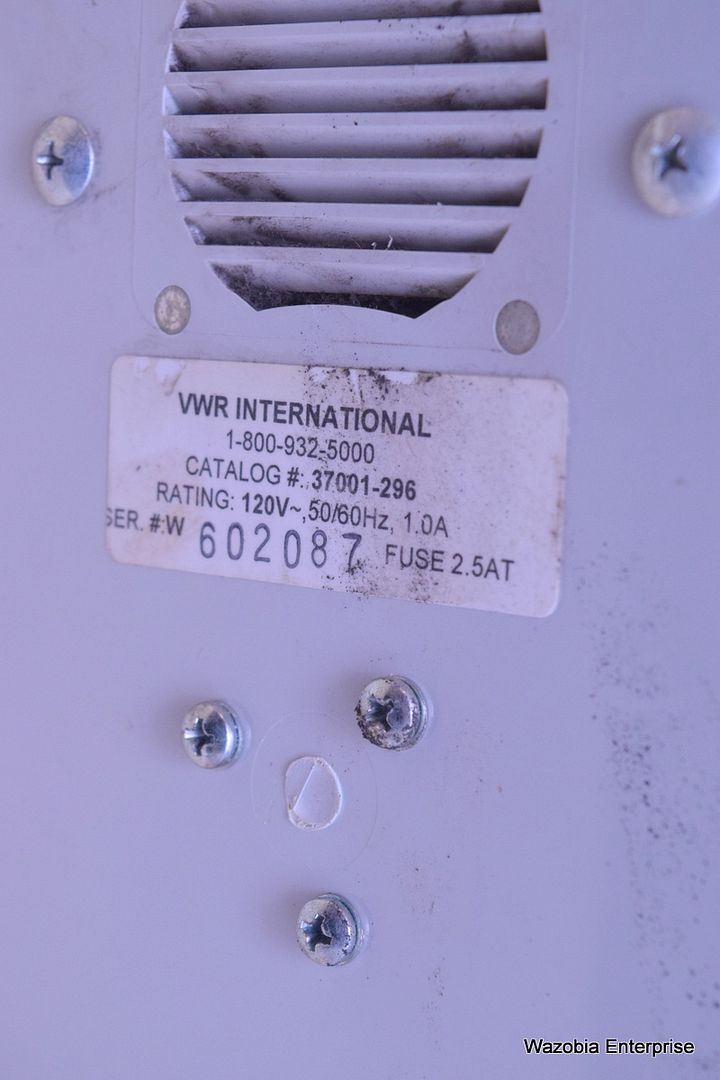 VWR INTERNATIONAL
1-800-932-5000
CATALOG #: 37001-296
RATING: 120V~,50/60Hz, 1.0A
SER. #:W 602087 FUSE 2.5AT
Wazobia Enterprise